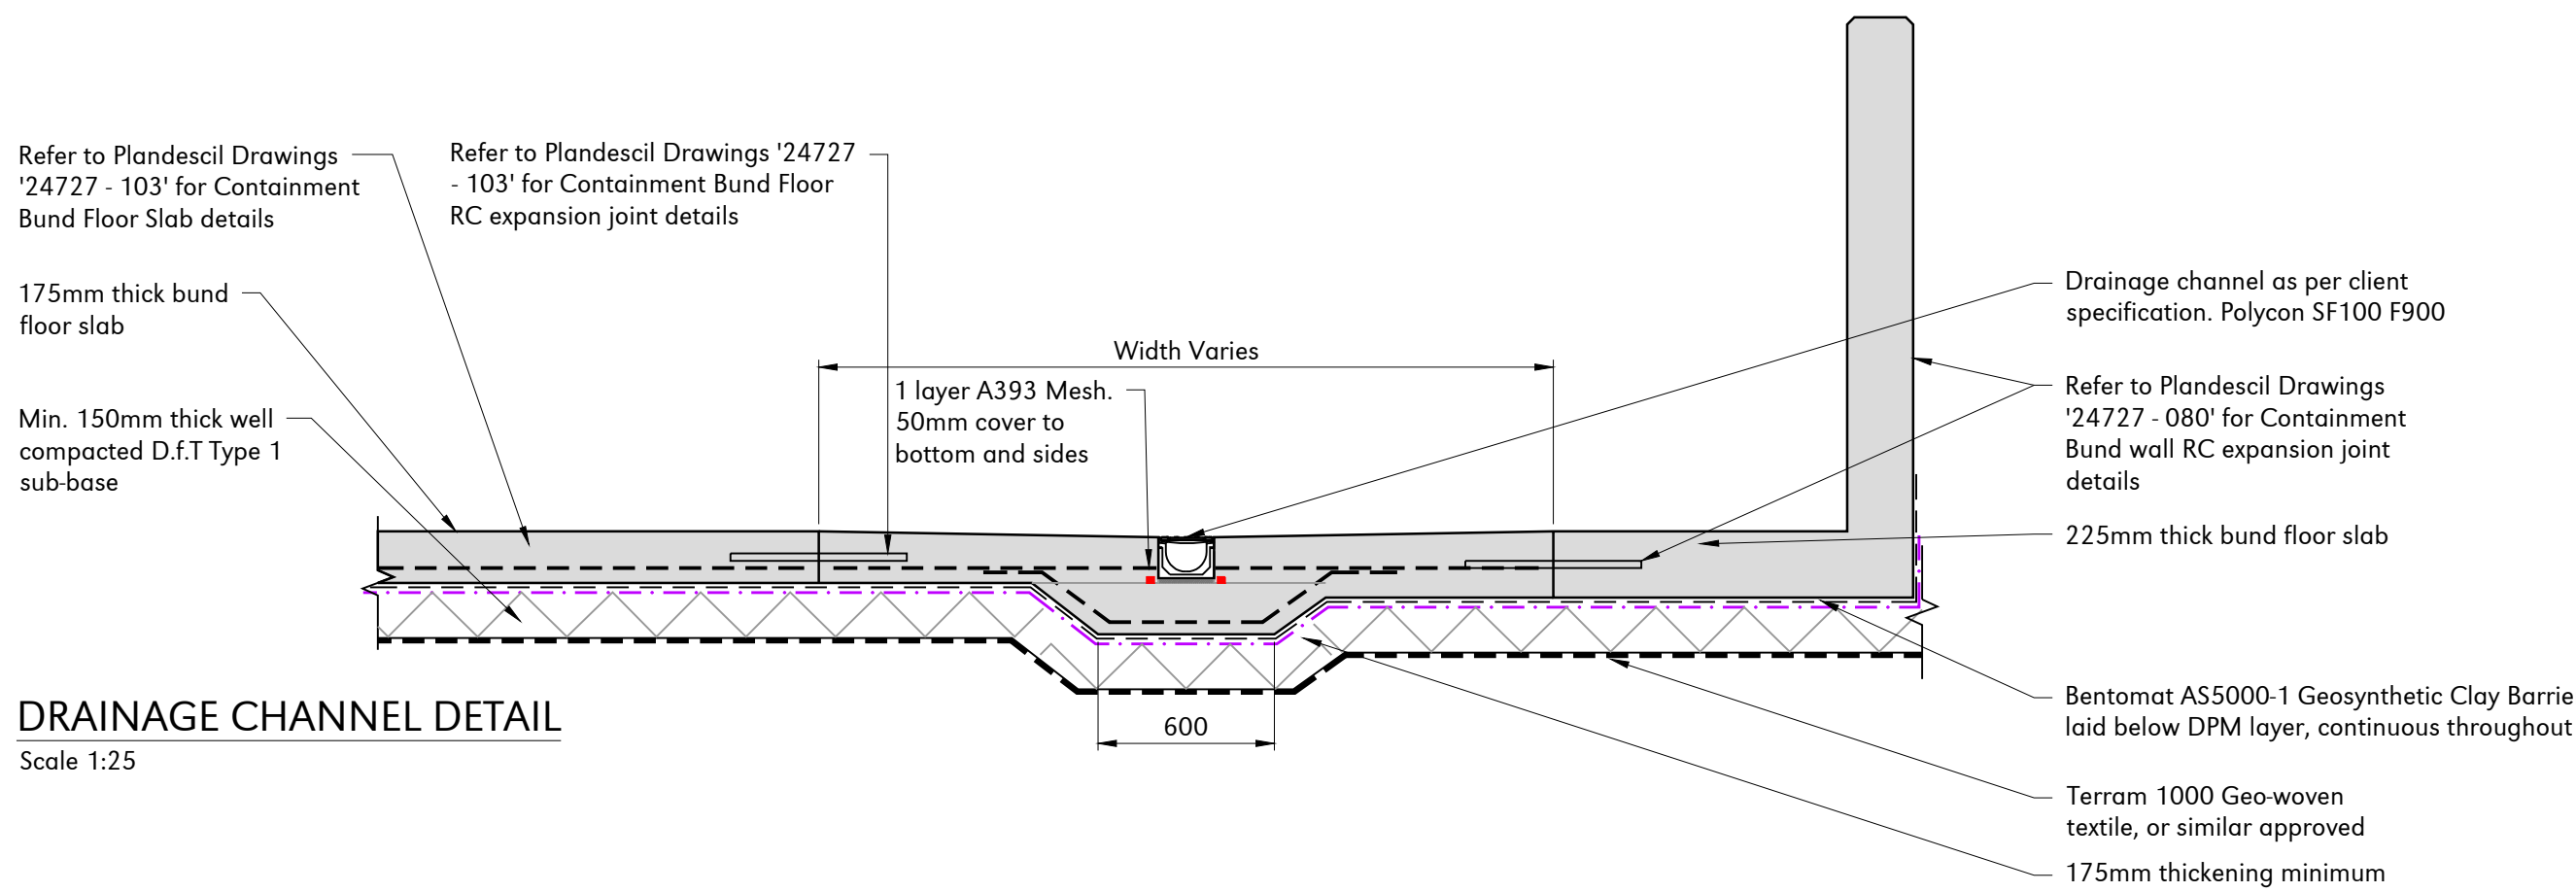 Refer to Plandescil Drawings
'24727 - 103' for Containment
Bund Floor Slab details
Refer to Plandescil Drawings '24727
- 103' for Containment Bund Floor
RC expansion joint details
175mm thick bund
floor slab
Min. 150mm thick well
compacted D.f.T Type 1
sub-base
Width Varies
1 layer A393 Mesh.
50mm cover to
bottom and sides
Drainage channel as per client
specification. Polycon SF100 F900
Refer to Plandescil Drawings
'24727 - 080' for Containment
Bund wall RC expansion joint
details
225mm thick bund floor slab
Bentomat AS5000-1 Geosynthetic Clay Barrie
laid below DPM layer, continuous throughout
Terram 1000 Geo-woven
textile, or similar approved
175mm thickening minimum
600
DRAINAGE CHANNEL DETAIL
Scale 1:25